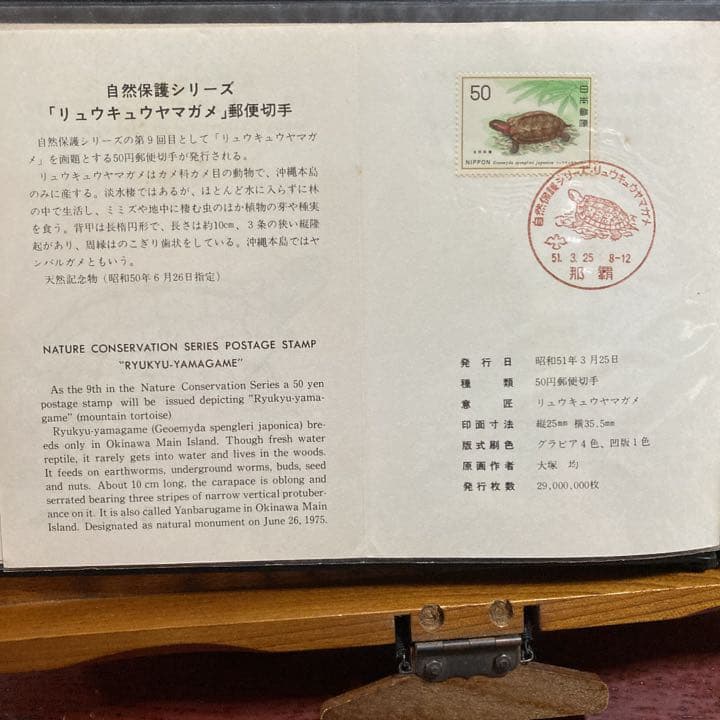 自然保護シリーズ
「リュウキュウヤマガメ」郵便切手
自然保護シリーズの第9回目として「リュウキュウヤマガ
メ」を画題とする50円郵便切手が発行される。
リュウキュウヤマガメはカメ科カメ目の動物で、沖縄本島
のみに産する。淡水棲ではあるが、ほとんど水に入らずに林
の中で生活し、ミミズや地中に棲む虫のほか植物の芽や種実
を食う。背甲は長楕円形で、長さは約10cm、3条の狭い縦隆
起があり、周縁はのこぎり歯状をしている。沖縄本島ではヤ
ンバルガメともいう。
天然記念物（昭和50年6月26日指定）
NATURE CONSERVATION SERIES POSTAGE STAMP
"RYUKYU-YAMAGAME"
As the 9th in the Nature Conservation Series a 50 yen
postage stamp will be issued depicting "Ryukyu-yama-
game" (mountain tortoise)
Ryukyu-yamagame (Geoemyda spengleri japonica) bre-
eds only in Okinawa Main Island. Though fresh water
reptile, it rarely gets into water and lives in the woods.
It feeds on earthworms, underground worms, buds, seed
and nuts. About 10 cm long, the carapace is oblong and
serrated bearing three stripes of narrow vertical protuber-
ance on it. It is also called Yanbarugame in Okinawa Main
Island. Designated as natural monument on June 26, 1975.
50
日本郵便
自然保護
NIPPON Geoemyda spengleri japonica
自然保護シリーズ・リュウキュウヤマガメ
51. 3. 25 8-12
那覇
発行日 昭和51年3月25日
種類 50円郵便切手
意匠 リュウキュウヤマガメ
印面寸法 縦25mm 横35.5mm
版式刷色 グラビア4色、凹版1色
原画作者 大塚 均
発行枚数 29,000,000枚